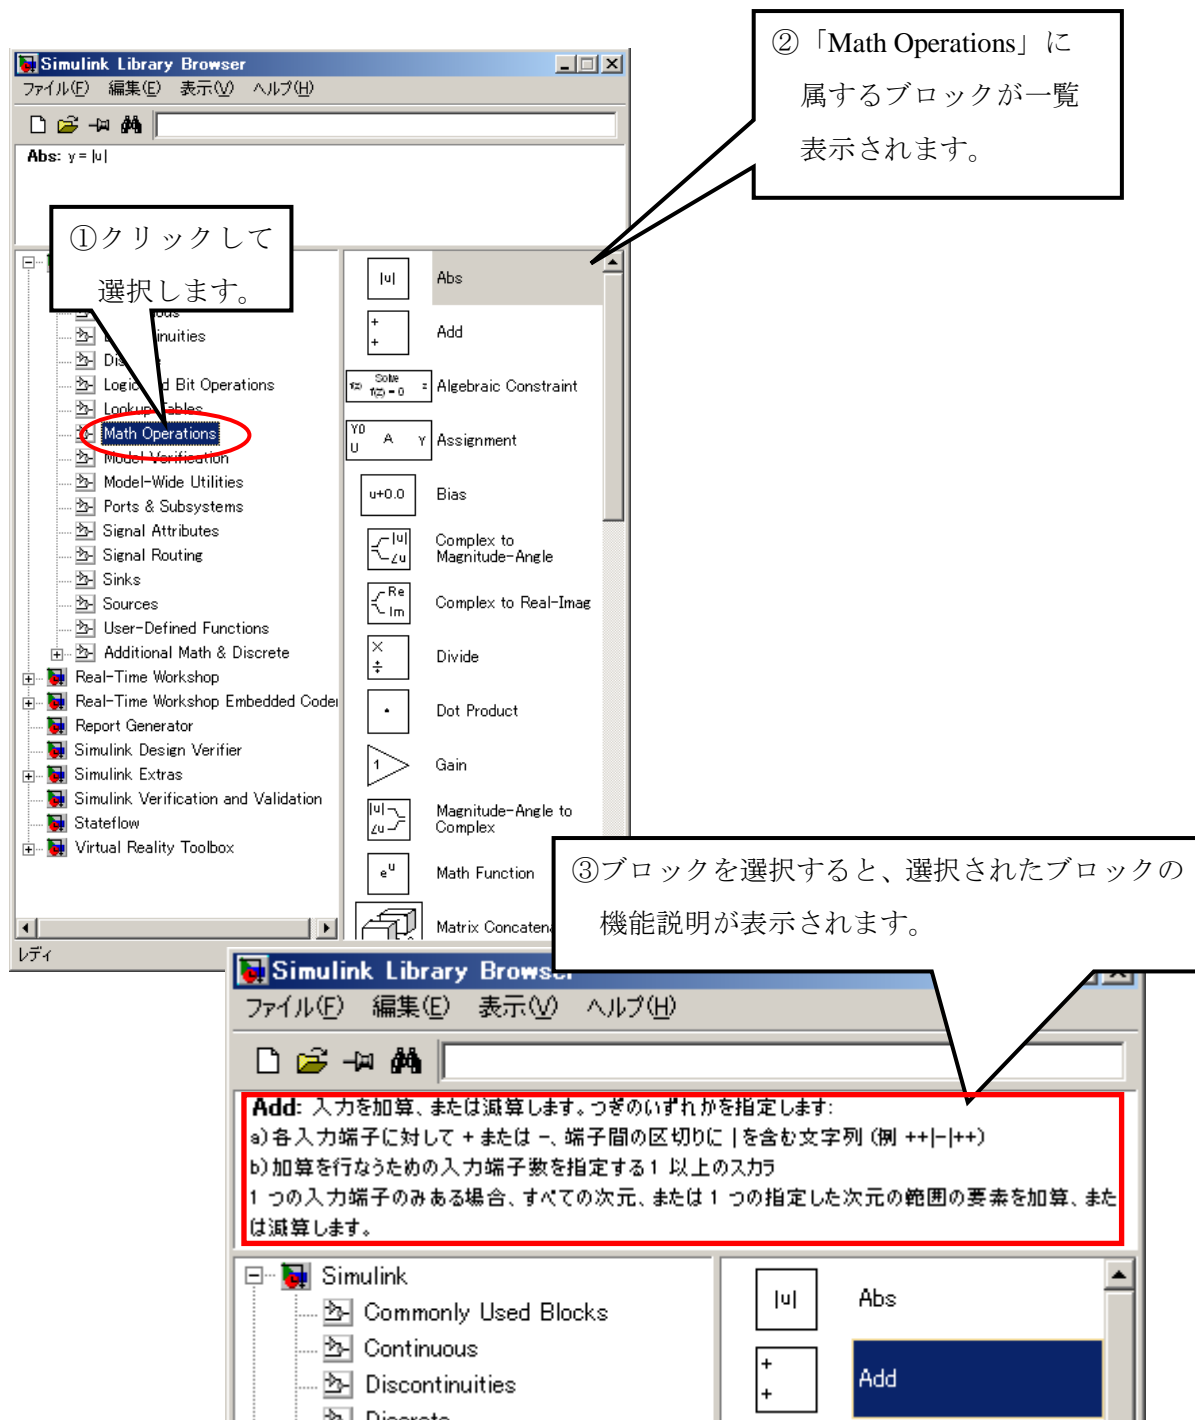 ②「Math Operations」に
属するブロックが一覧
表示されます。
Simulink Library Browser
ファイル(F) 編集(E) 表示(V) ヘルプ(H)
Abs: y = |u|
①クリックして
選択します。
inuities
Logic
d Bit Operations
Lookup Tables
Math Operations
Model Verification
Model-Wide Utilities
Ports & Subsystems
Signal Attributes
Signal Routing
Sinks
Sources
User-Defined Functions
Additional Math & Discrete
Real-Time Workshop
Real-Time Workshop Embedded Coder
Report Generator
Simulink Design Verifier
Simulink Extras
Simulink Verification and Validation
Stateflow
Virtual Reality Toolbox
|u| Abs
+
+ Add
f(z) Solve f(z) = 0 z Algebraic Constraint
Y0 U A Y Assignment
u+0.0 Bias
|u| ∠u Complex to
Magnitude-Angle
Re Im Complex to Real-Imag
×
÷ Divide
• Dot Product
1 Gain
|u| ∠u Magnitude-Angle to
Complex
e^u Math Function
Matrix Concaten
レディ
③ブロックを選択すると、選択されたブロックの
機能説明が表示されます。
Simulink Library Browser
ファイル(F) 編集(E) 表示(V) ヘルプ(H)
Add: 入力を加算、または減算します。つぎのいずれかを指定します:
a) 各入力端子に対して + または -、端子間の区切りに | を含む文字列 (例 ++|-|++)
b) 加算を行なうための入力端子数を指定する 1 以上のスカラ
1 つの入力端子のみある場合、すべての次元、または 1 つの指定した次元の範囲の要素を加算、また
は減算します。
Simulink
Commonly Used Blocks
Continuous
Discontinuities
Discrete
|u| Abs
+
+ Add